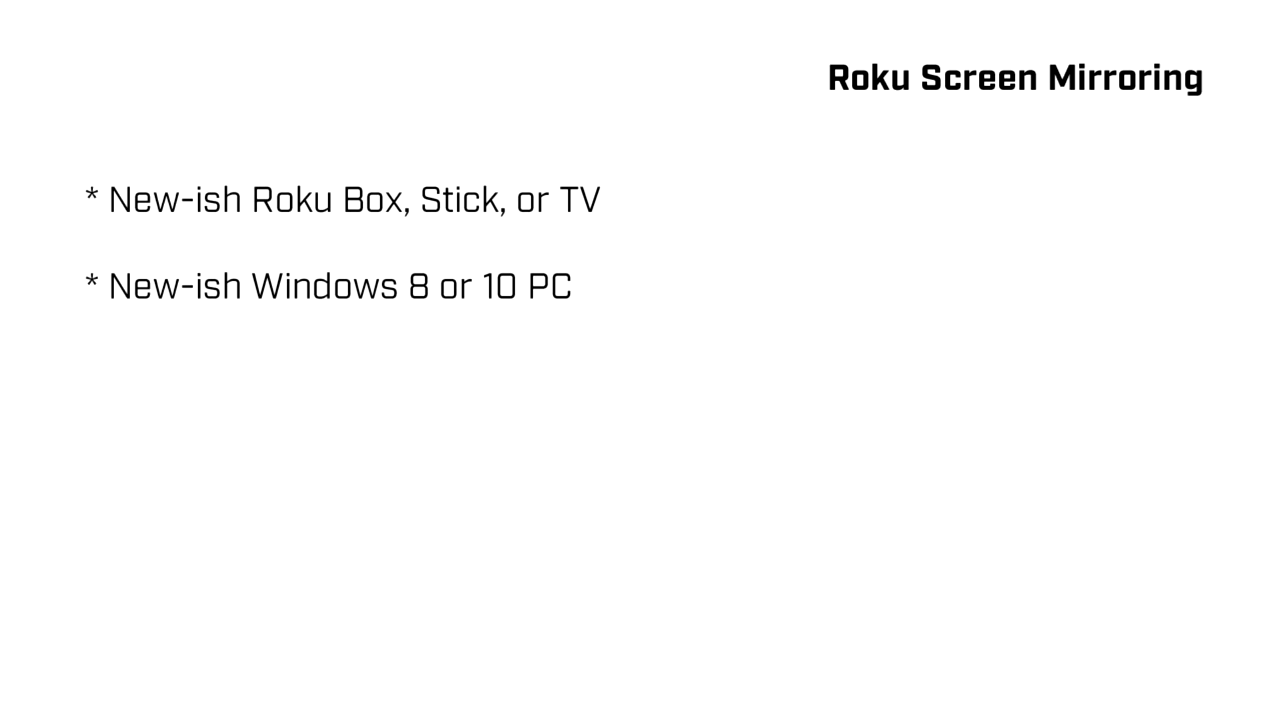 Roku Screen Mirroring
* New-ish Roku Box, Stick, or TV
* New-ish Windows 8 or 10 PC